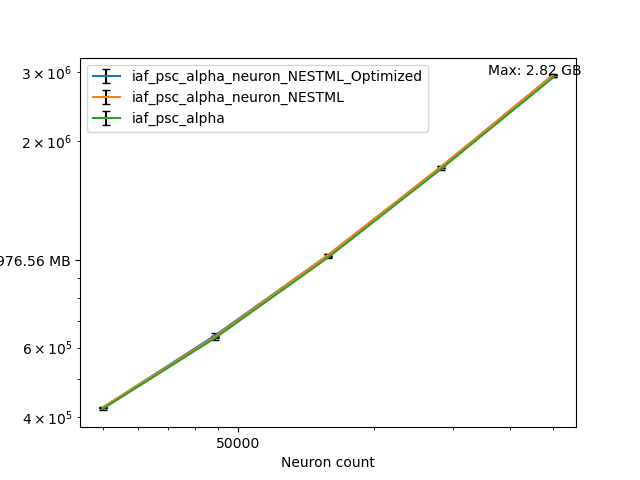 3 × 10⁶
Max: 2.82 GB
iaf_psc_alpha_neuron_NESTML_Optimized
iaf_psc_alpha_neuron_NESTML
iaf_psc_alpha
2 × 10⁶
976.56 MB
6 × 10⁵
4 × 10⁵
50000
Neuron count